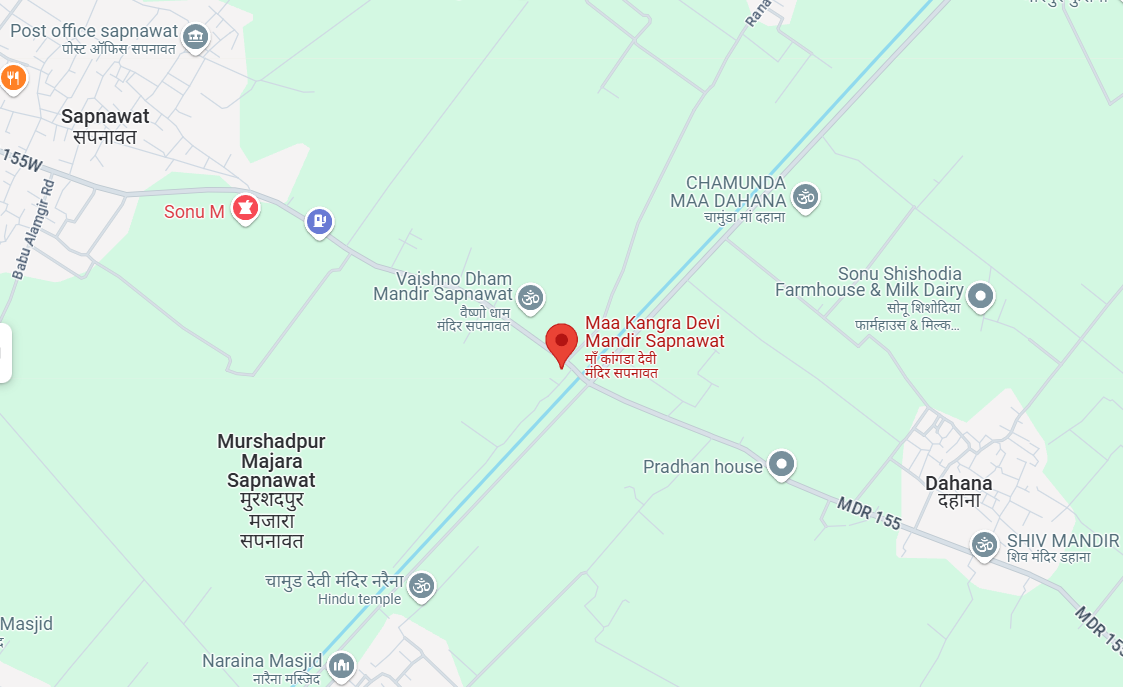 Post office sapnawat
पोस्ट ऑफिस सपनावत
Rana
Sapnawat
सपनावत
155W
Babu Alamgir Rd
Sonu M
CHAMUNDA
MAA DAHANA
चामुंडा मां दहाना
Vaishno Dham
Mandir Sapnawat
वैष्णो धाम
मंदिर सपनावत
Sonu Shishodia
Farmhouse & Milk Dairy
सोनू शिशोदिया
फार्महाउस & मिल्क...
Maa Kangra Devi
Mandir Sapnawat
माँ कांगडा देवी
मंदिर सपनावत
Murshadpur
Majara
Sapnawat
मुरशदपुर
मजारा
सपनावत
Pradhan house
MDR 155
Dahana
दहाना
SHIV MANDIR
शिव मंदिर डहाना
चामुड देवी मंदिर नरैना
Hindu temple
Masjid
MDR 155
Naraina Masjid
नारैना मस्जिद